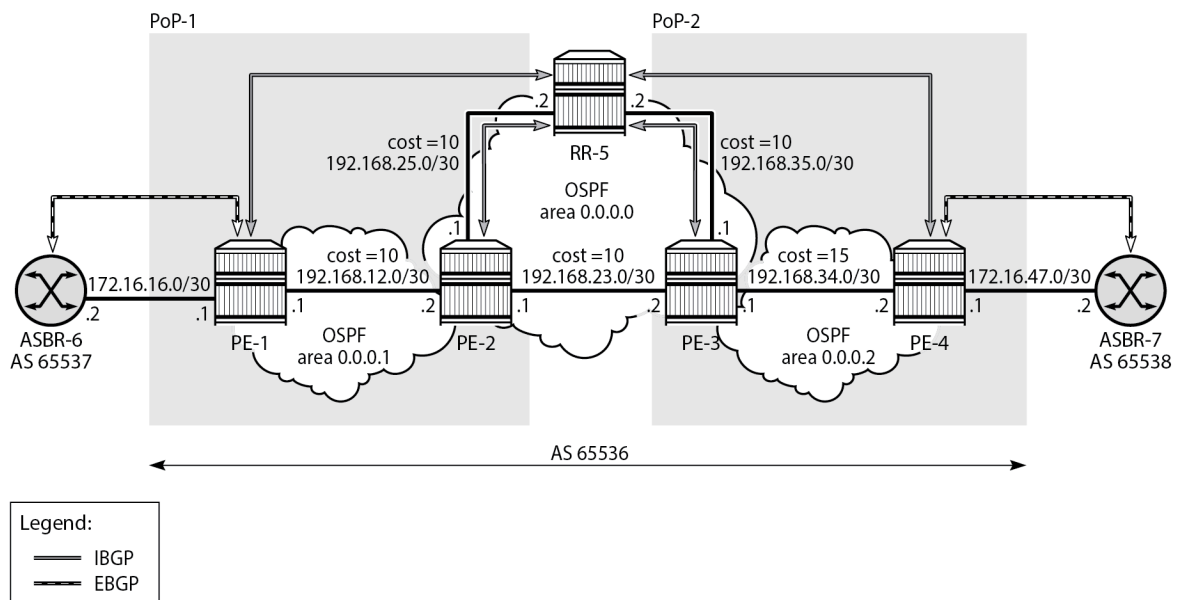 PoP-1
PoP-2
.2
.2
cost =10
192.168.25.0/30
RR-5
cost =10
192.168.35.0/30
OSPF
area 0.0.0.0
.1
.1
cost =10
192.168.12.0/30
cost =10
192.168.23.0/30
cost =15
192.168.34.0/30
172.16.16.0/30
172.16.47.0/30
.2
.1
.1
.2
.1
.2
.1
.2
.1
.2
ASBR-6
AS 65537
PE-1
OSPF
area 0.0.0.1
PE-2
PE-3
OSPF
area 0.0.0.2
PE-4
ASBR-7
AS 65538
AS 65536
Legend:
IBGP
EBGP